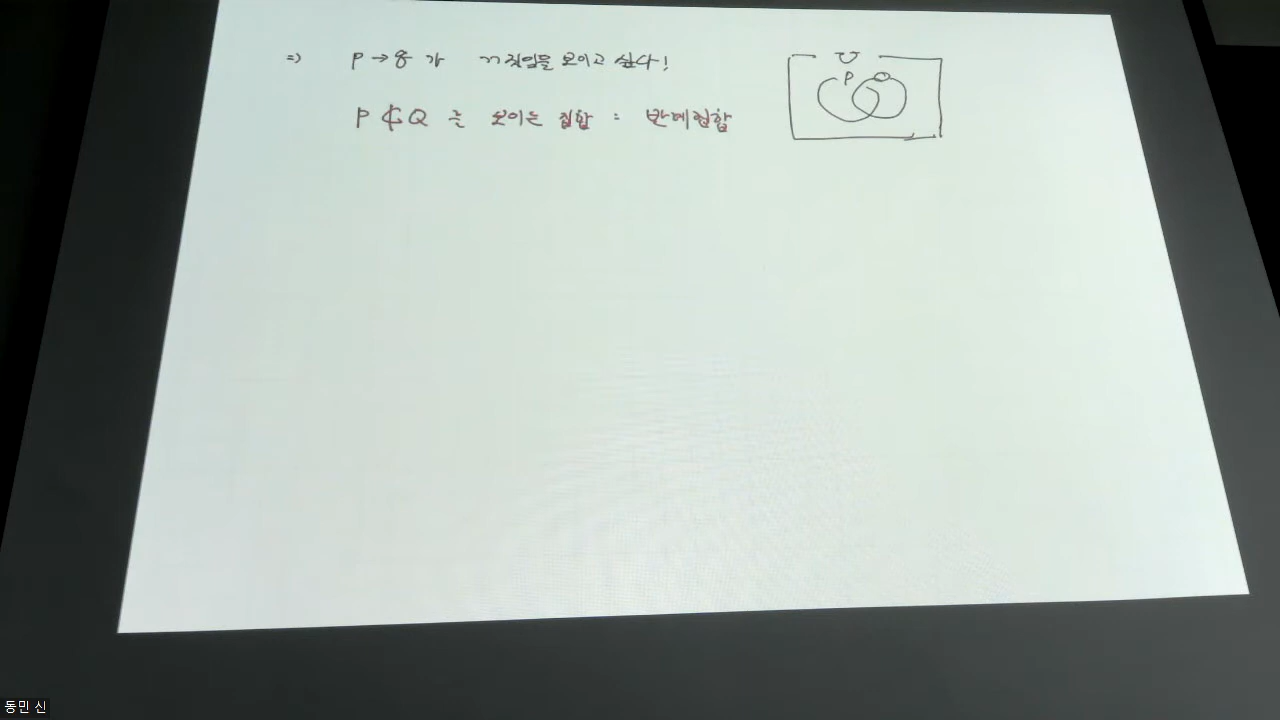 ⇒ P → q 가 거짓임을 보이고 싶다!
U
P Q
P ⊄ Q 를 보이는 집합 : 반례집합
동민 신